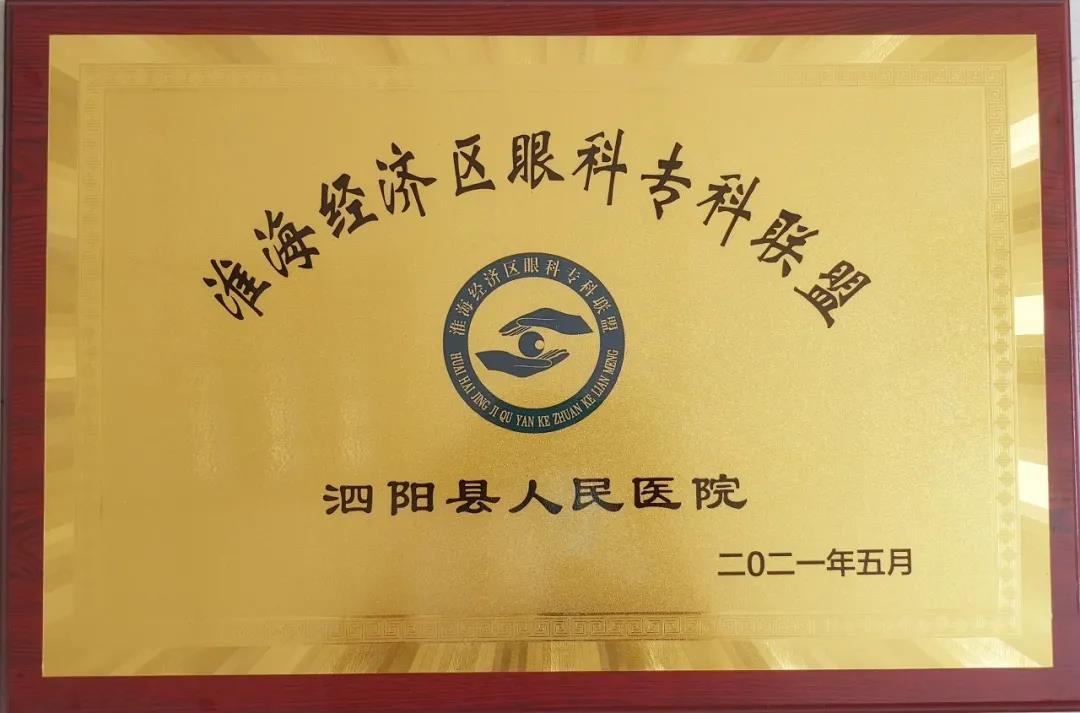 淮海经济区眼科专科联盟
淮海经济区眼科专科联盟
HUAI HAI JING JI QU YAN KE ZHUAN KE LIAN MENG
泗阳县人民医院
二0二一年五月